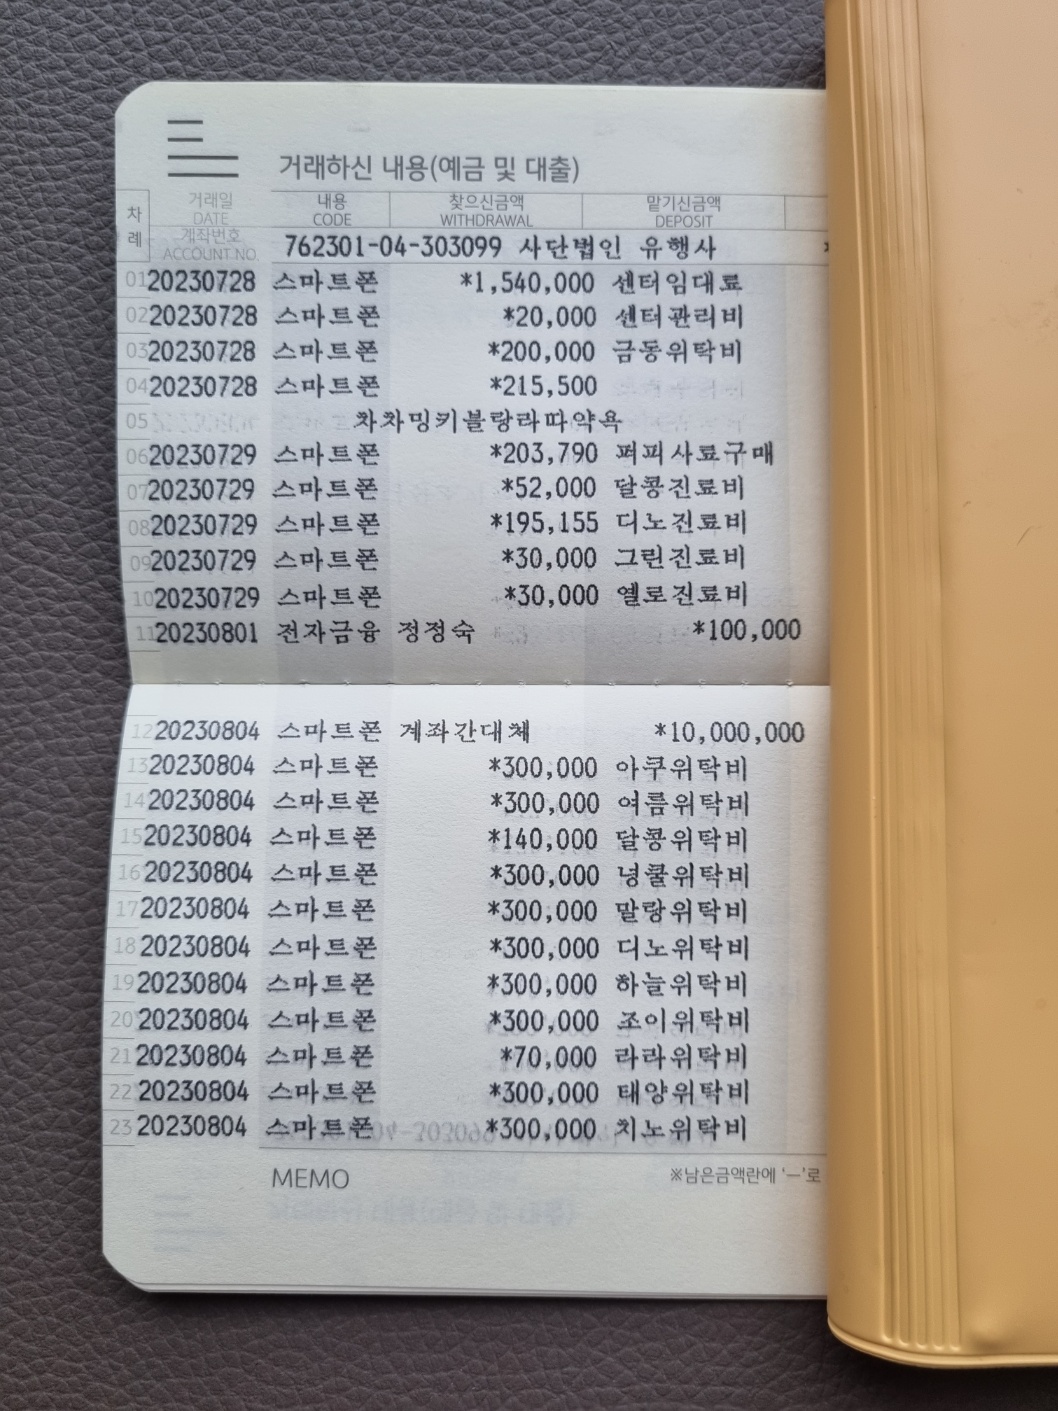 거래하신 내용(예금 및 대출)
차례 거래일 내용 찾으신금액 맡기신금액
DATE CODE WITHDRAWAL DEPOSIT
계좌번호
ACCOUNT NO. 762301-04-303099 사단법인 유행사 *
01 20230728 스마트폰 *1,540,000 센터임대료
02 20230728 스마트폰 *20,000 센터관리비
03 20230728 스마트폰 *200,000 금동위탁비
04 20230728 스마트폰 *215,500
05 차차밍키블랑라따약욕
06 20230729 스마트폰 *203,790 퍼피사료구매
07 20230729 스마트폰 *52,000 달콩진료비
08 20230729 스마트폰 *195,155 디노진료비
09 20230729 스마트폰 *30,000 그린진료비
10 20230729 스마트폰 *30,000 옐로진료비
11 20230801 전자금융 정정숙 *100,000
12 20230804 스마트폰 계좌간대체 *10,000,000
13 20230804 스마트폰 *300,000 아쿠위탁비
14 20230804 스마트폰 *300,000 여름위탁비
15 20230804 스마트폰 *140,000 달콩위탁비
16 20230804 스마트폰 *300,000 넝쿨위탁비
17 20230804 스마트폰 *300,000 말랑위탁비
18 20230804 스마트폰 *300,000 디노위탁비
19 20230804 스마트폰 *300,000 하늘위탁비
20 20230804 스마트폰 *300,000 조이위탁비
21 20230804 스마트폰 *70,000 라라위탁비
22 20230804 스마트폰 *300,000 태양위탁비
23 20230804 스마트폰 *300,000 치노위탁비
MEMO ※남은금액란에 ‘―’로